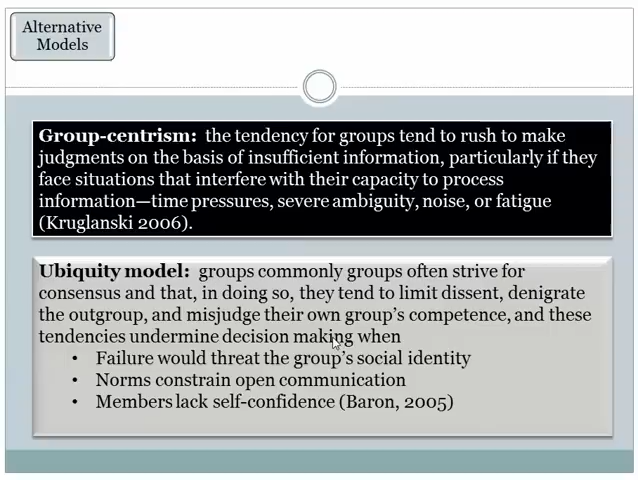 Alternative
Models
Group-centrism: the tendency for groups tend to rush to make
judgments on the basis of insufficient information, particularly if they
face situations that interfere with their capacity to process
information—time pressures, severe ambiguity, noise, or fatigue
(Kruglanski 2006).
Ubiquity model: groups commonly groups often strive for
consensus and that, in doing so, they tend to limit dissent, denigrate
the outgroup, and misjudge their own group's competence, and these
tendencies undermine decision making when
• Failure would threat the group's social identity
• Norms constrain open communication
• Members lack self-confidence (Baron, 2005)